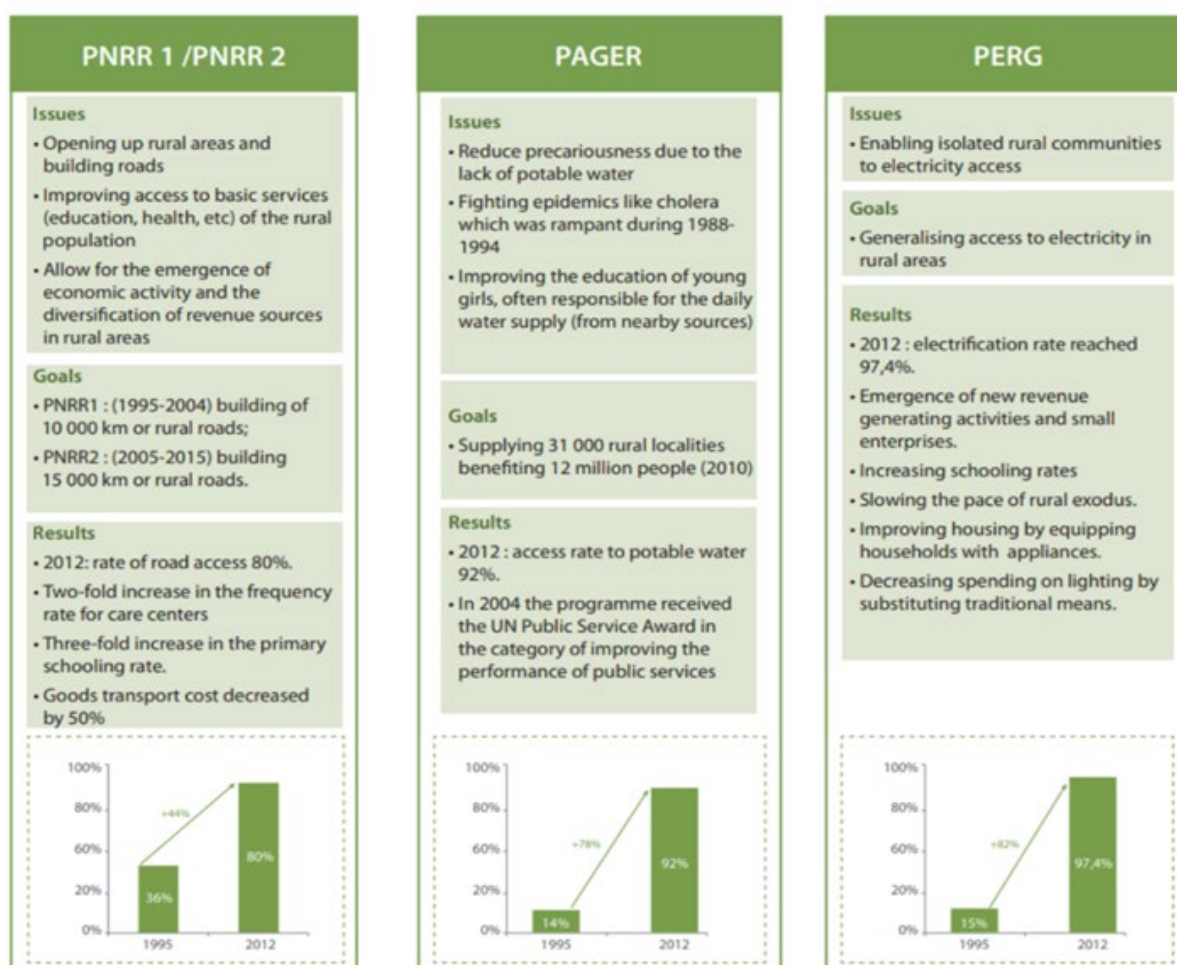 PNRR 1 /PNRR 2
Issues
• Opening up rural areas and
building roads
• Improving access to basic services
(education, health, etc) of the rural
population
• Allow for the emergence of
economic activity and the
diversification of revenue sources
in rural areas
Goals
• PNRR1 : (1995-2004) building of
10 000 km or rural roads;
• PNRR2 : (2005-2015) building
15 000 km or rural roads.
Results
• 2012: rate of road access 80%.
• Two-fold increase in the frequency
rate for care centers
• Three-fold increase in the primary
schooling rate.
• Goods transport cost decreased
by 50%
100%
80%
60%
20%
0%
+44%
36%
80%
1995
2012
PAGER
Issues
• Reduce precariousness due to the
lack of potable water
• Fighting epidemics like cholera
which was rampant during 1988-
1994
• Improving the education of young
girls, often responsible for the daily
water supply (from nearby sources)
Goals
• Supplying 31 000 rural localities
benefiting 12 million people (2010)
Results
• 2012 : access rate to potable water
92%.
• In 2004 the programme received
the UN Public Service Award in
the category of improving the
performance of public services
100%
80%
60%
20%
0%
+78%
14%
92%
1995
2012
PERG
Issues
• Enabling isolated rural communities
to electricity access
Goals
• Generalising access to electricity in
rural areas
Results
• 2012 : electrification rate reached
97,4%.
• Emergence of new revenue
generating activities and small
enterprises.
• Increasing schooling rates
• Slowing the pace of rural exodus.
• Improving housing by equipping
households with appliances.
• Decreasing spending on lighting by
substituting traditional means.
100%
80%
60%
20%
0%
+82%
15%
97,4%
1995
2012